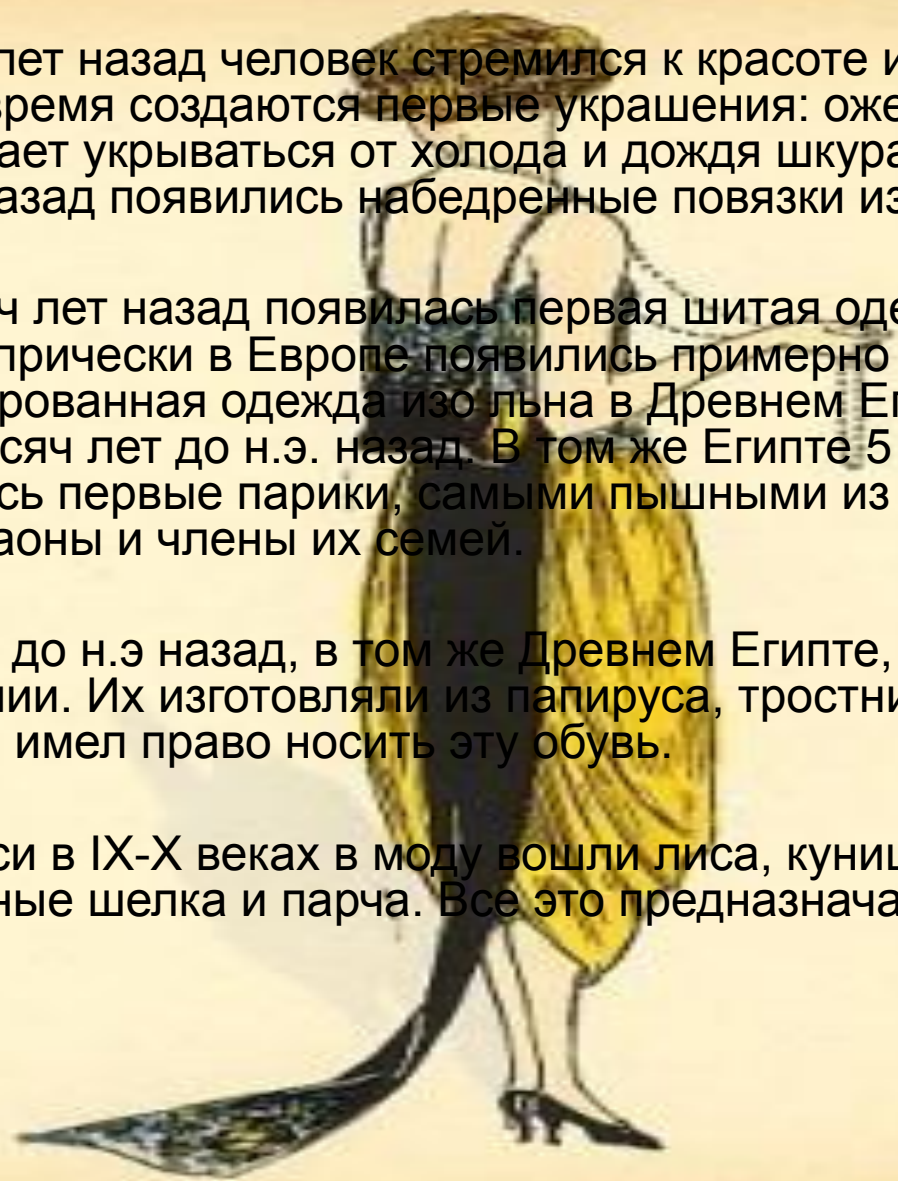 лет назад человек стремился к красоте и
время создаются первые украшения: оже
ает укрываться от холода и дождя шкура
азад появились набедренные повязки из
ч лет назад появилась первая шитая оде
прически в Европе появились примерно
рованная одежда изо льна в Древнем Ег
сяч лет до н.э. назад. В том же Египте 5
сь первые парики, самыми пышными из
аоны и члены их семей.
до н.э назад, в том же Древнем Египте,
ии. Их изготовляли из папируса, тростни
имел право носить эту обувь.
си в IX-X веках в моду вошли лиса, куниц
ные шелка и парча. Все это предназнача